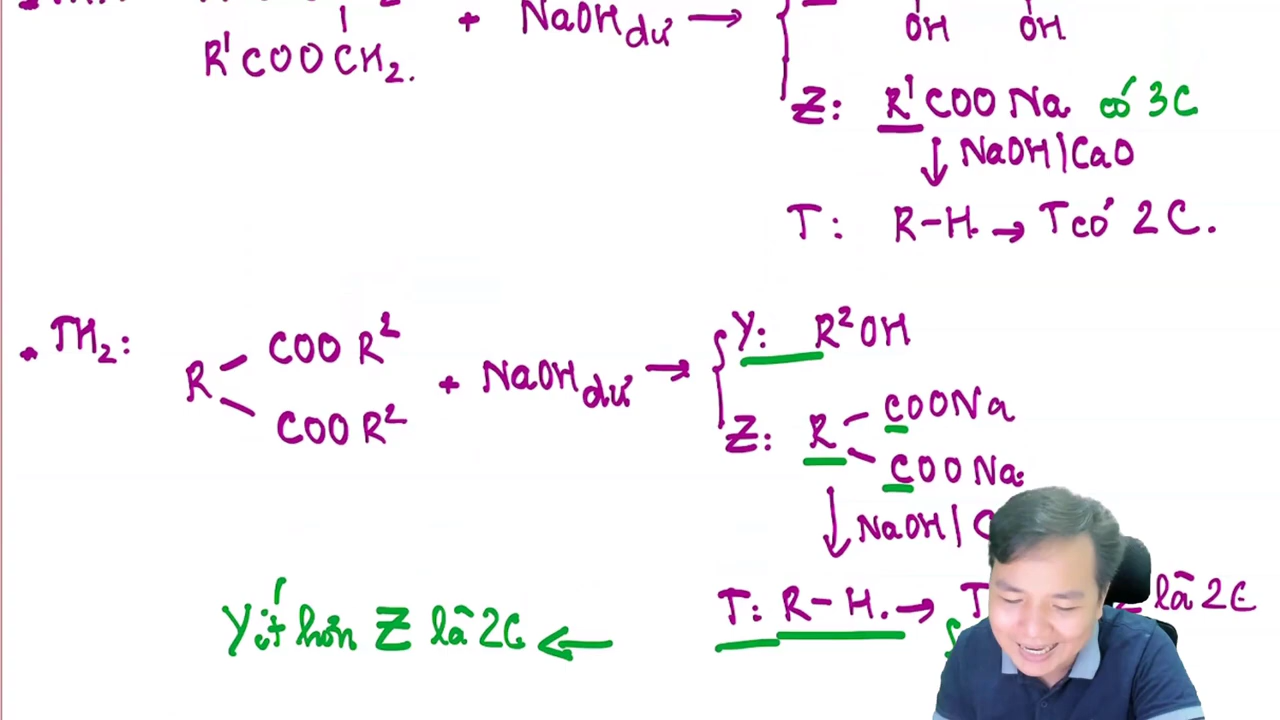 + NaOH dư → OH OH
R¹COOCH₂.
Z: R¹COONa có 3C
↓ NaOH/CaO
T: R-H. → T có 2C.
TH₂: R COOR² COOR² + NaOH dư → Y: R²OH
Z: R COONa COONa
↓ NaOH/
T: R-H. → T là 2C
Y ít hơn Z là 2C ←